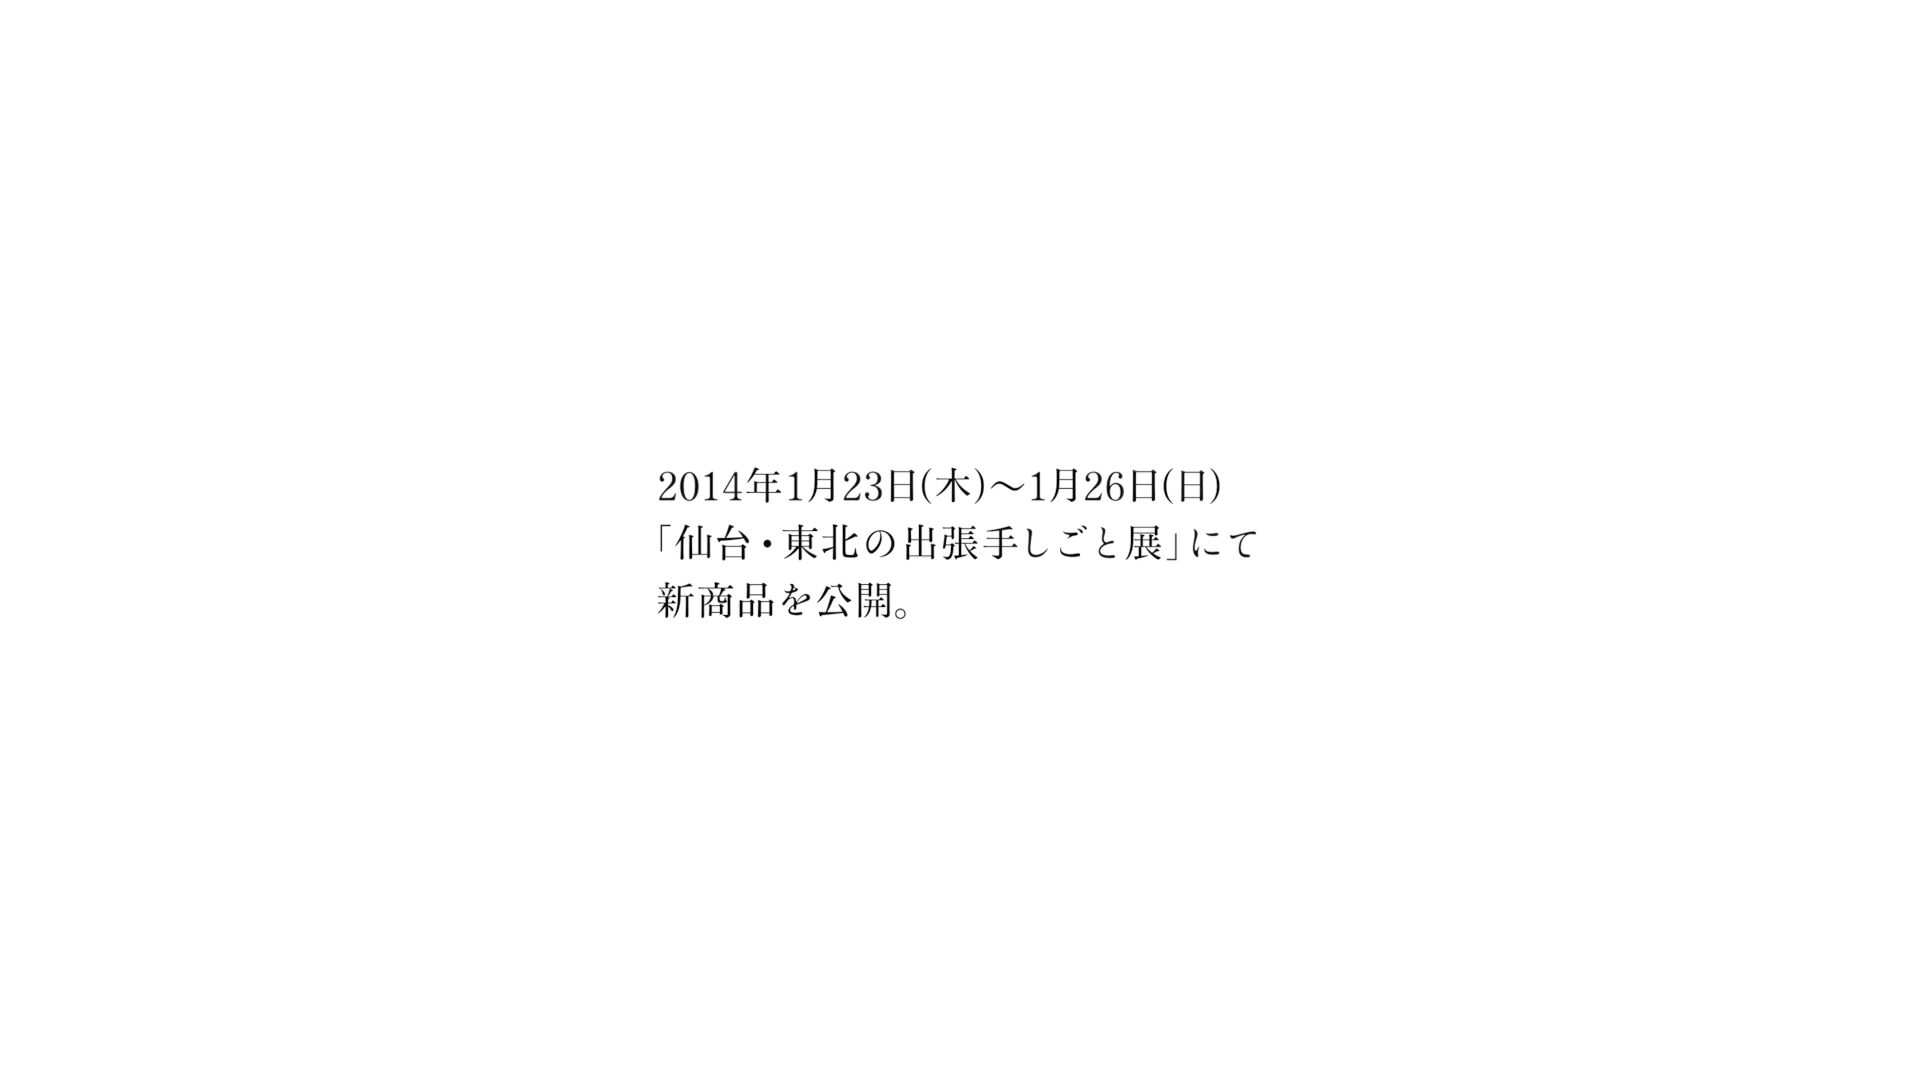 2014年1月23日(木)〜1月26日(日)
「仙台・東北の出張手しごと展」にて
新商品を公開。